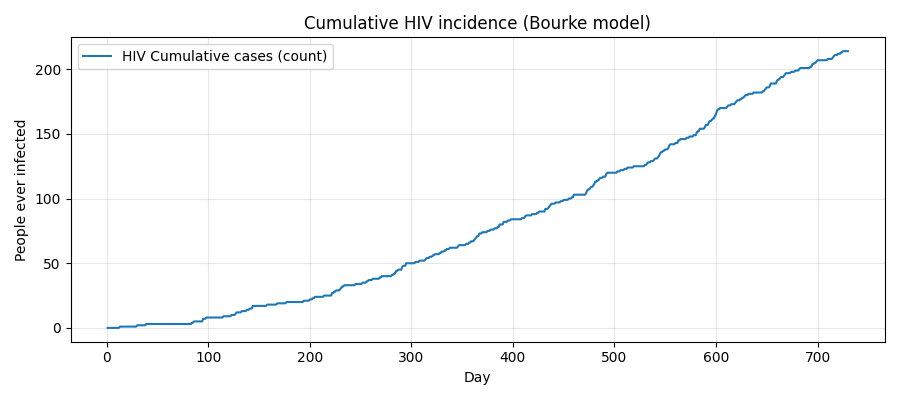 Cumulative HIV incidence (Bourke model)
HIV Cumulative cases (count)
People ever infected
200
150
100
50
0
0 100 200 300 400 500 600 700
Day